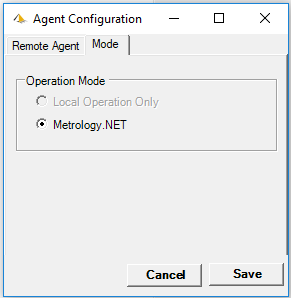 Agent Configuration
Remote Agent Mode
Operation Mode
Local Operation Only
Metrology.NET
Cancel Save